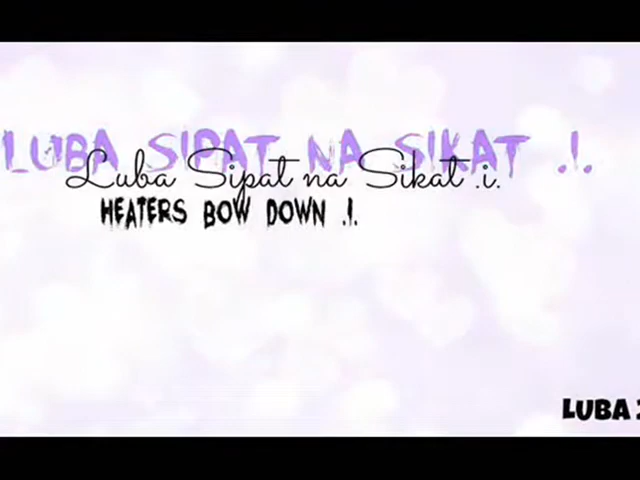 LUBA SIPAT NA SIKAT .!.
Luba Sipat na Sikat .i.
HEATERS BOW DOWN .!.
LUBA